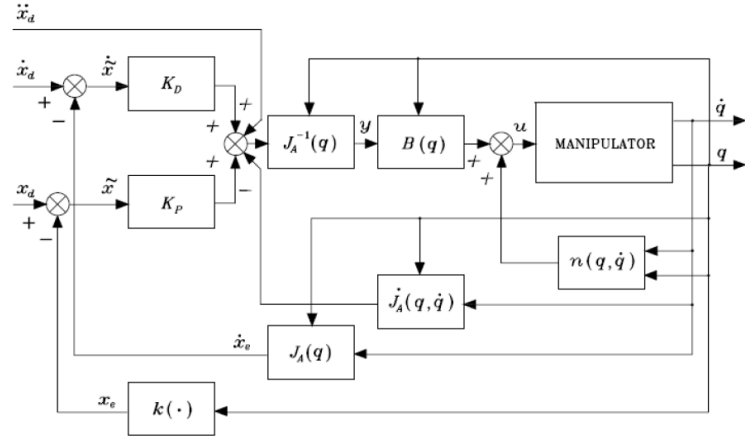 ẍ_d
ẋ_d
+
−
x̃̇
K_D
+
+
+
−
J_A⁻¹(q)
y
B(q)
+
+
u
MANIPULATOR
q̇
q
x_d
+
−
x̃
K_P
n(q, q̇)
J̇_A(q, q̇)
ẋ_e
J_A(q)
x_e
k(·)